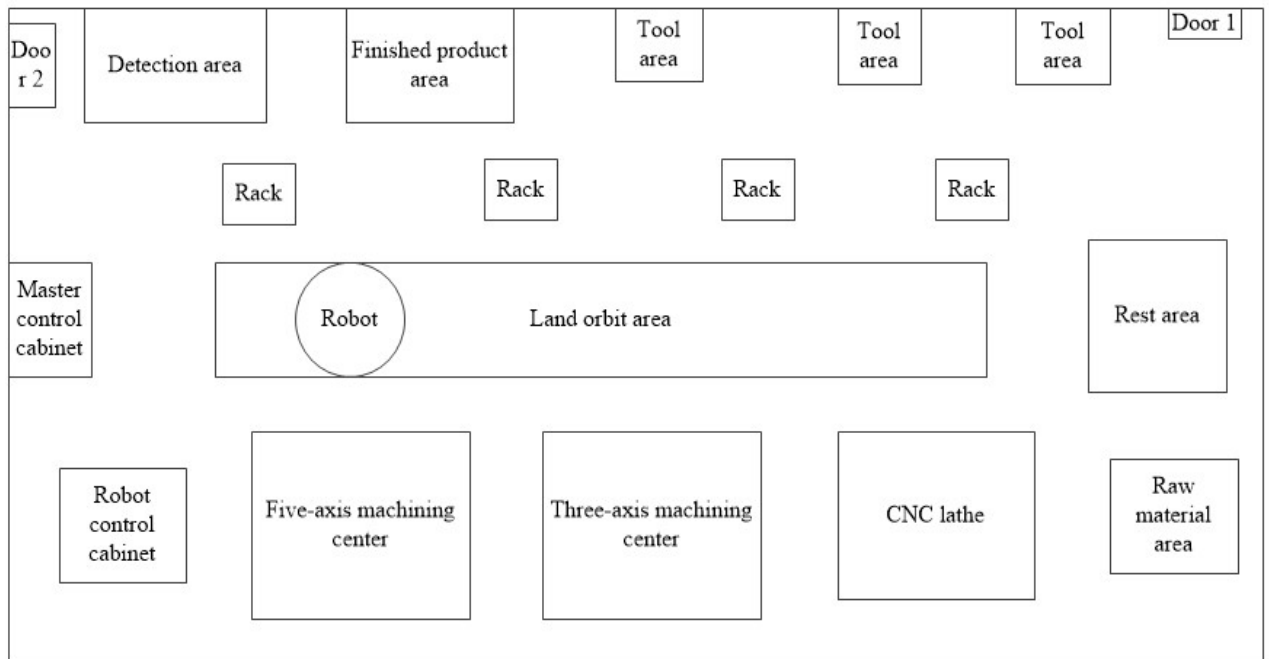 Doo
r 2
Detection area
Finished product
area
Tool
area
Tool
area
Tool
area
Door 1
Rack
Rack
Rack
Rack
Master
control
cabinet
Robot
Land orbit area
Rest area
Robot
control
cabinet
Five-axis machining
center
Three-axis machining
center
CNC lathe
Raw
material
area